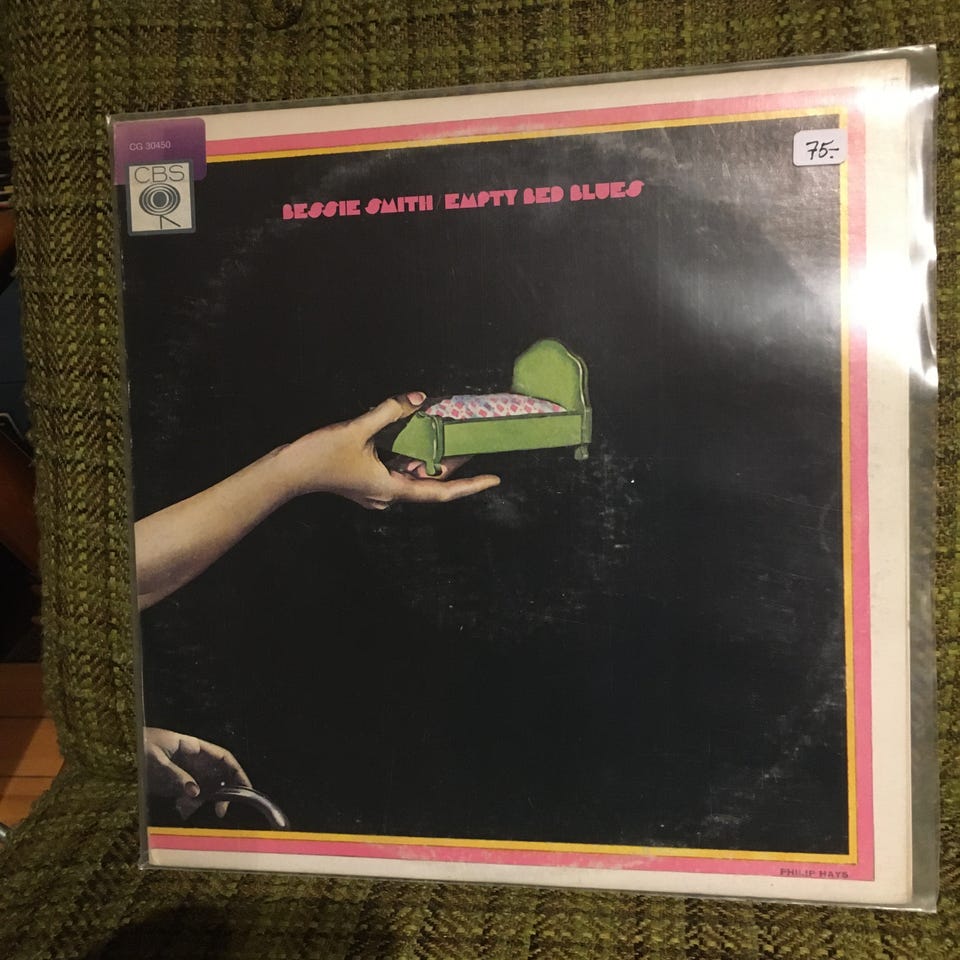 CG 30450
CBS
75.-
BESSIE SMITH / EMPTY BED BLUES
PHILIP HAYS